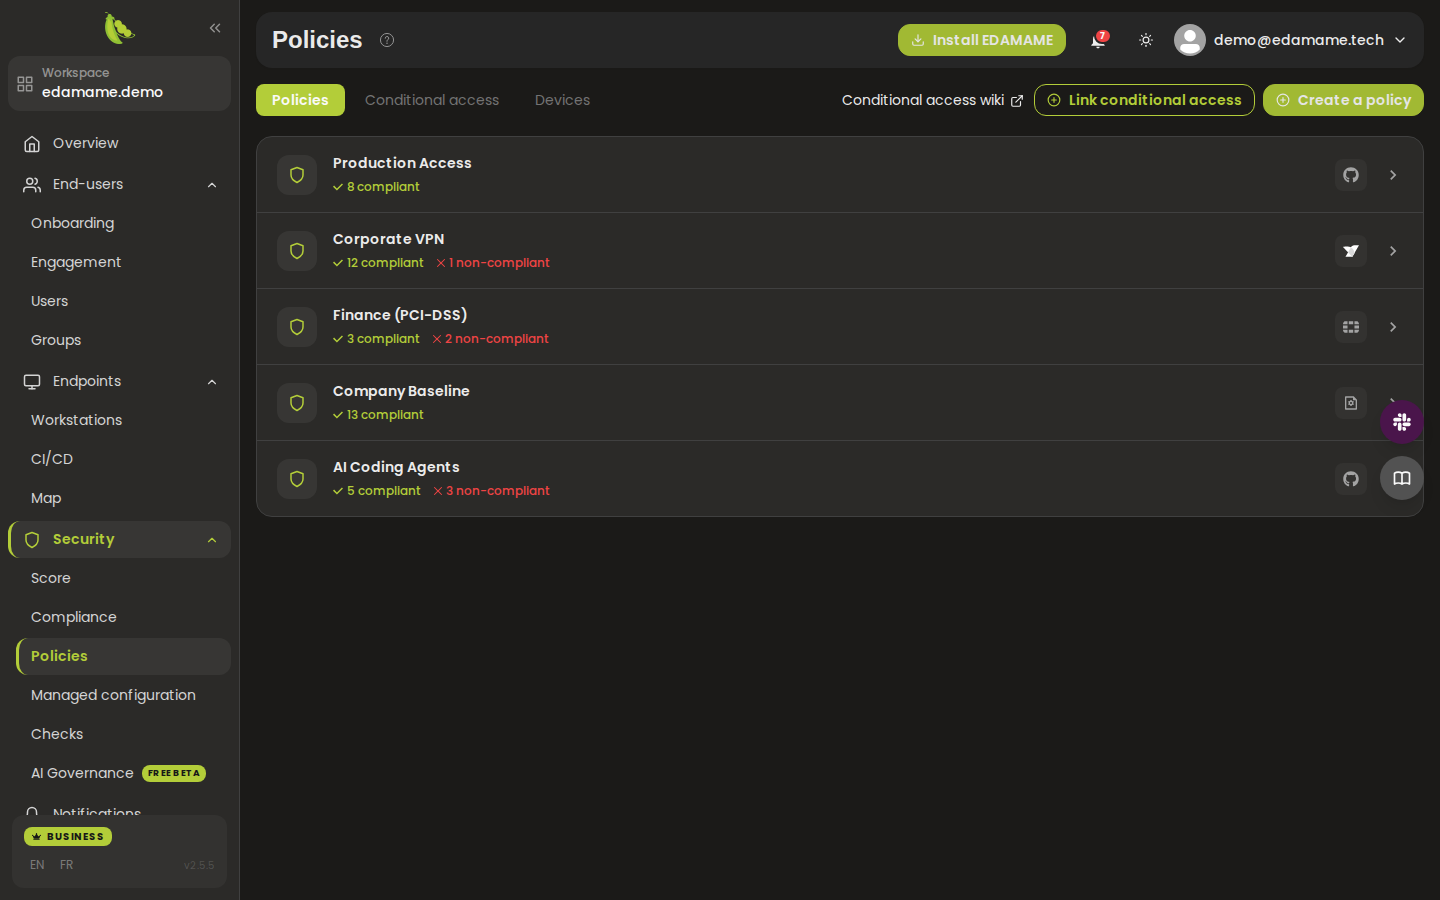 Workspace
edamame.demo
Overview
End-users
Onboarding
Engagement
Users
Groups
Endpoints
Workstations
CI/CD
Map
Security
Score
Compliance
Policies
Managed configuration
Checks
AI Governance FREE BETA
Notifications
BUSINESS
EN FR v2.5.5
Policies
Install EDAMAME
7
demo@edamame.tech
Policies Conditional access Devices
Conditional access wiki
Link conditional access
Create a policy
Production Access
8 compliant
Corporate VPN
12 compliant 1 non-compliant
Finance (PCI-DSS)
3 compliant 2 non-compliant
Company Baseline
13 compliant
AI Coding Agents
5 compliant 3 non-compliant